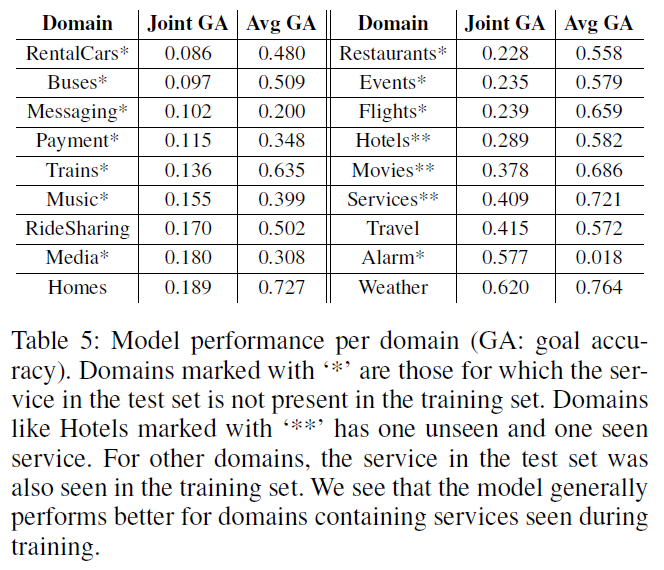 Domain Joint GA Avg GA Domain Joint GA Avg GA
RentalCars* 0.086 0.480 Restaurants* 0.228 0.558
Buses* 0.097 0.509 Events* 0.235 0.579
Messaging* 0.102 0.200 Flights* 0.239 0.659
Payment* 0.115 0.348 Hotels** 0.289 0.582
Trains* 0.136 0.635 Movies** 0.378 0.686
Music* 0.155 0.399 Services** 0.409 0.721
RideSharing 0.170 0.502 Travel 0.415 0.572
Media* 0.180 0.308 Alarm* 0.577 0.018
Homes 0.189 0.727 Weather 0.620 0.764
Table 5: Model performance per domain (GA: goal accu-
racy). Domains marked with ‘*’ are those for which the ser-
vice in the test set is not present in the training set. Domains
like Hotels marked with ‘**’ has one unseen and one seen
service. For other domains, the service in the test set was
also seen in the training set. We see that the model generally
performs better for domains containing services seen during
training.